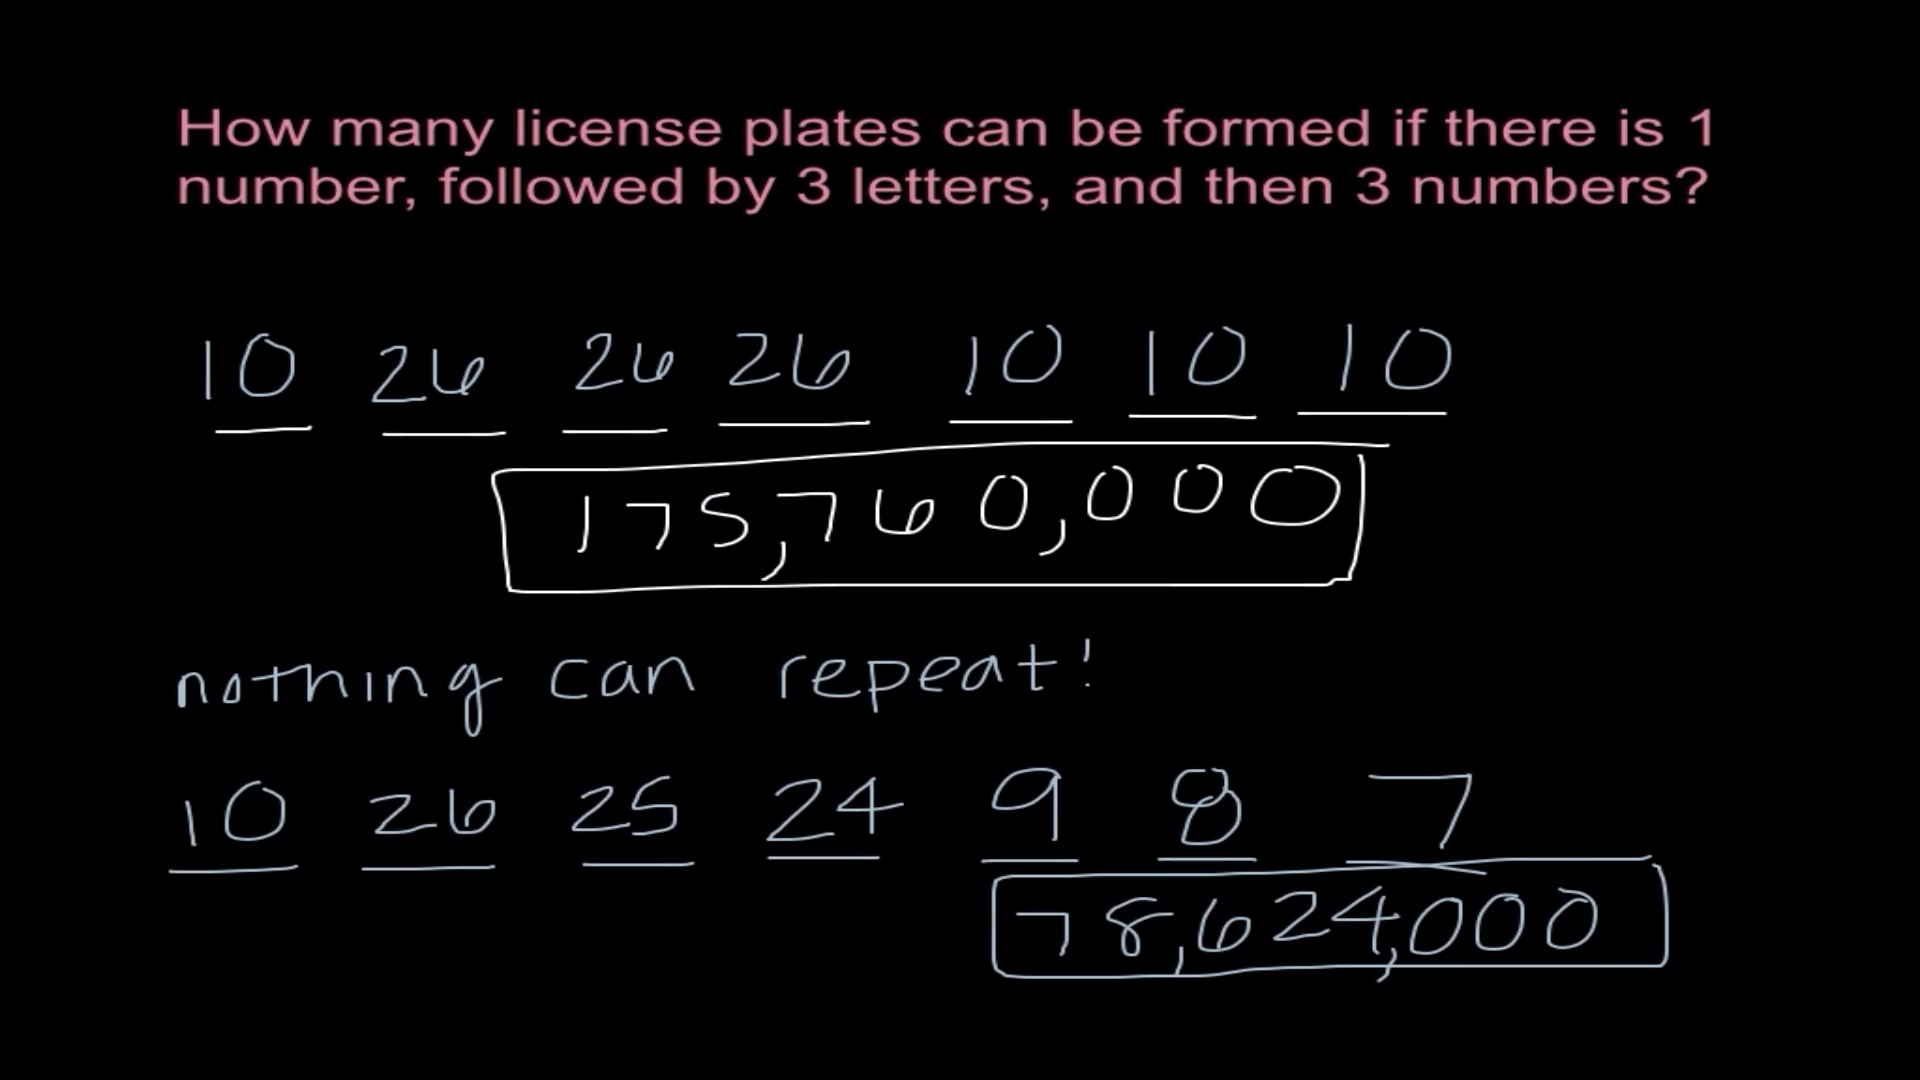 How many license plates can be formed if there is 1
number, followed by 3 letters, and then 3 numbers?
10 26 26 26 10 10 10
175,760,000
nothing can repeat!
10 26 25 24 9 8 7
78,624,000